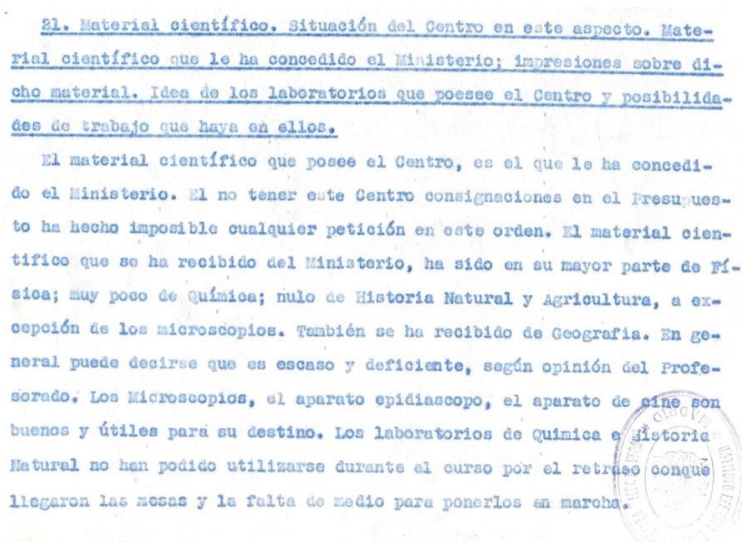 21. Material científico. Situación del Centro en este aspecto. Mate-
rial científico que le ha concedido el Ministerio; impresiones sobre di-
cho material. Idea de los laboratorios que poesee el Centro y posibilida-
des de trabajo que haya en ellos.
El material científico que posee el Centro, es el que le ha concedi-
do el Ministerio. El no tener este Centro consignaciones en el Presupues-
to ha hecho imposible cualquier petición en este orden. El material cien-
tifico que se ha recibido del Ministerio, ha sido en su mayor parte de Fí-
sica; muy poco de Química; nulo de Historia Natural y Agricultura, a ex-
cepción de los microscopios. También se ha recibido de Geografia. En ge-
neral puede decirse que es escaso y deficiente, según opinión del Profe-
sorado. Los Microscopios, el aparato epidiascopo, el aparato de cine son
buenos y útiles para su destino. Los laboratorios de Quimica e Historia
Natural no han podido utilizarse durante el curso por el retraso conque
llegaron las mesas y la falta de medio para ponerlos en marcha.
MADRID